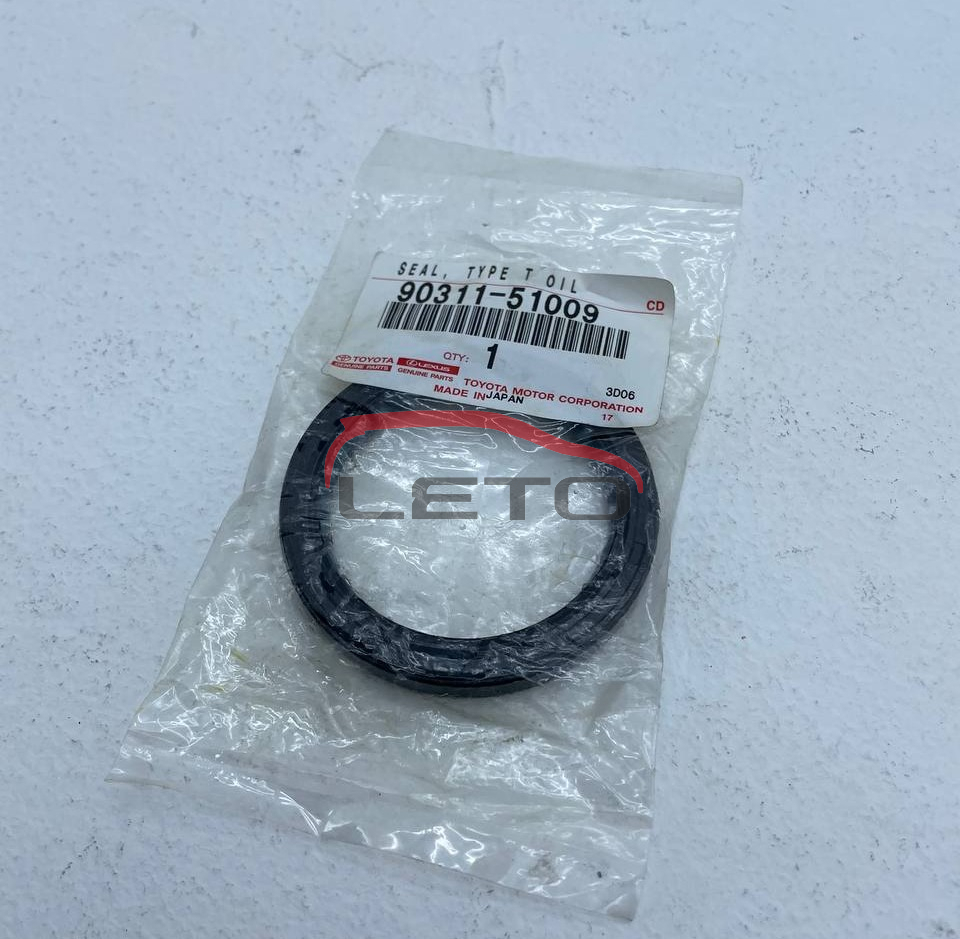 SEAL, TYPE T OIL
90311-51009
CD
QTY: 1
TOYOTA
GENUINE PARTS
LEXUS
GENUINE PARTS
3D06
TOYOTA MOTOR CORPORATION
MADE IN JAPAN
17
LETO